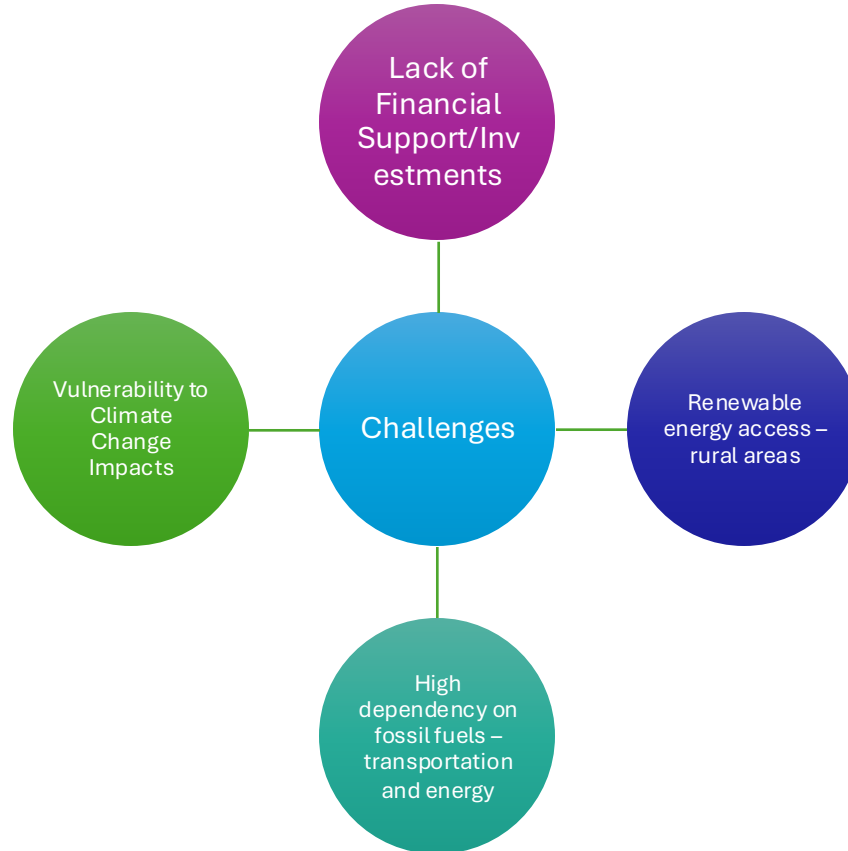 Lack of
Financial
Support/Inv
estments
Vulnerability to
Climate
Change
Impacts
Challenges
Renewable
energy access –
rural areas
High
dependency on
fossil fuels –
transportation
and energy